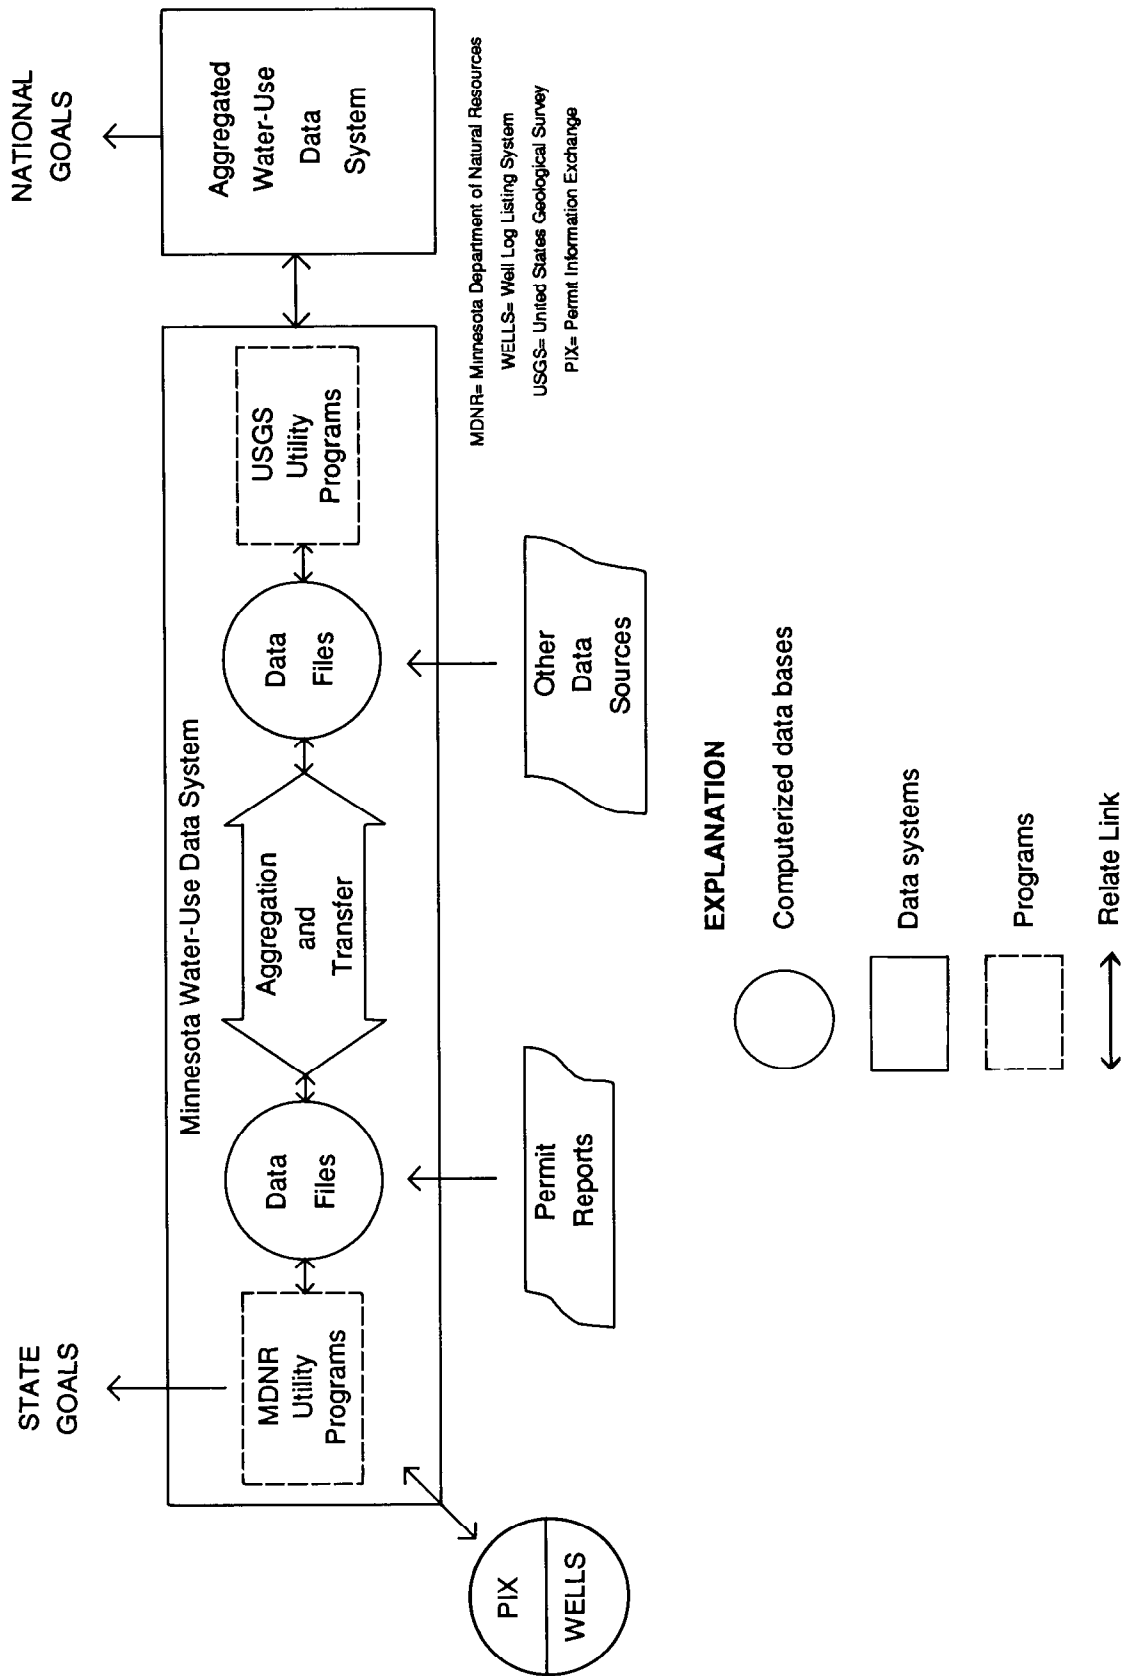 STATE
GOALS
NATIONAL
GOALS
Minnesota Water-Use Data System
MDNR
Utility
Programs
Data
Files
Aggregation
and
Transfer
Data
Files
USGS
Utility
Programs
Aggregated
Water-Use
Data
System
PIX
WELLS
Permit
Reports
Other
Data
Sources
MDNR= Minnesota Department of Natural Resources
WELLS= Well Log Listing System
USGS= United States Geological Survey
PIX= Permit Information Exchange
EXPLANATION
Computerized data bases
Data systems
Programs
Relate Link